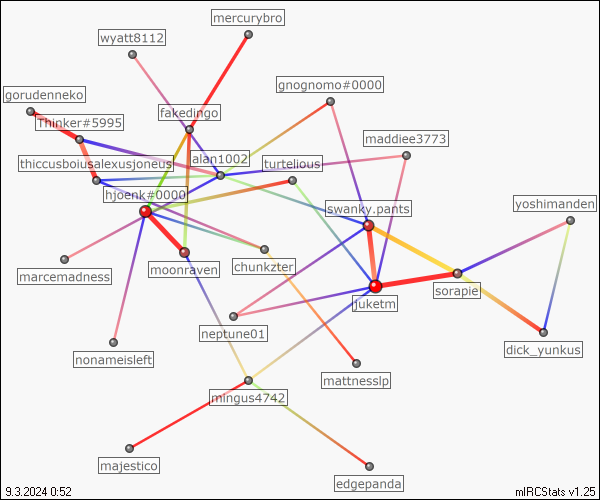 mercurybro
wyatt8112
gnognomo#0000
gorudenneko
fakedingo
Thinker#5995
maddiee3773
alan1002
thiccusboiusalexusjoneus
turtelious
hjoenk#0000
swanky.pants
yoshimanden
chunkzter
moonraven
marcemadness
sorapie
juketm
neptune01
dick_yunkus
nonameisleft
mattnesslp
mingus4742
majestico
edgepanda
9.3.2024 0:52
mIRCStats v1.25